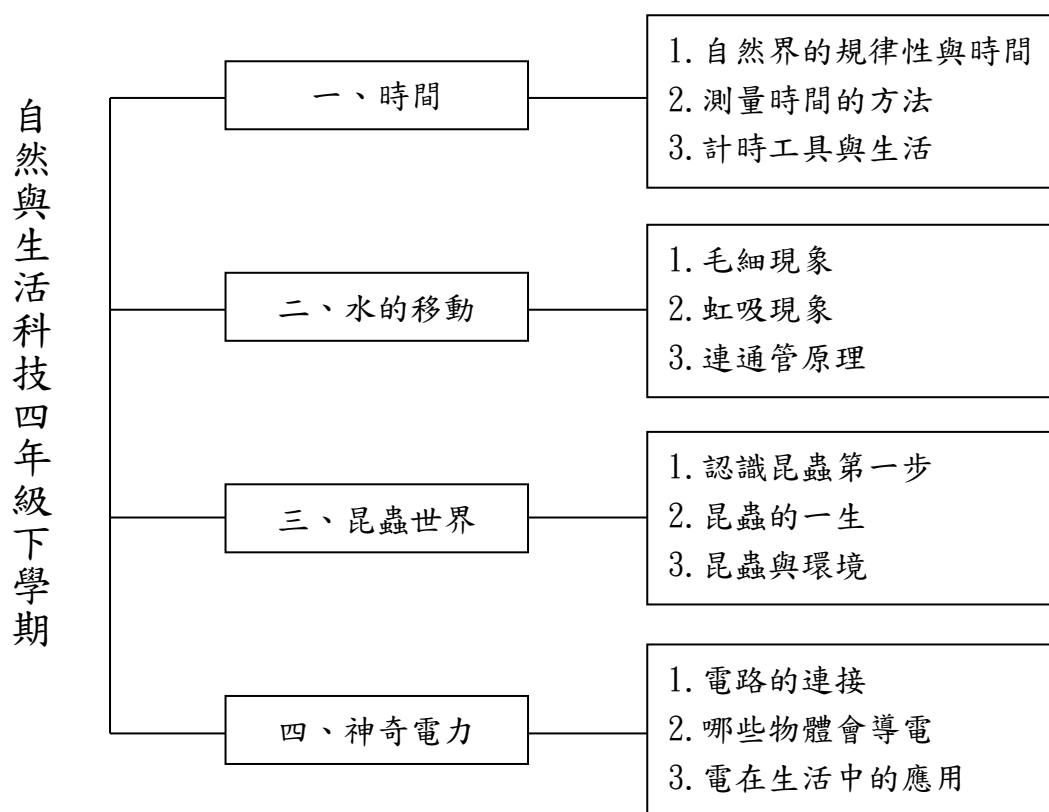 自然與生活科技四年級下學期
一、時間
1.自然界的規律性與時間
2.測量時間的方法
3.計時工具與生活
二、水的移動
1.毛細現象
2.虹吸現象
3.連通管原理
三、昆蟲世界
1.認識昆蟲第一步
2.昆蟲的一生
3.昆蟲與環境
四、神奇電力
1.電路的連接
2.哪些物體會導電
3.電在生活中的應用